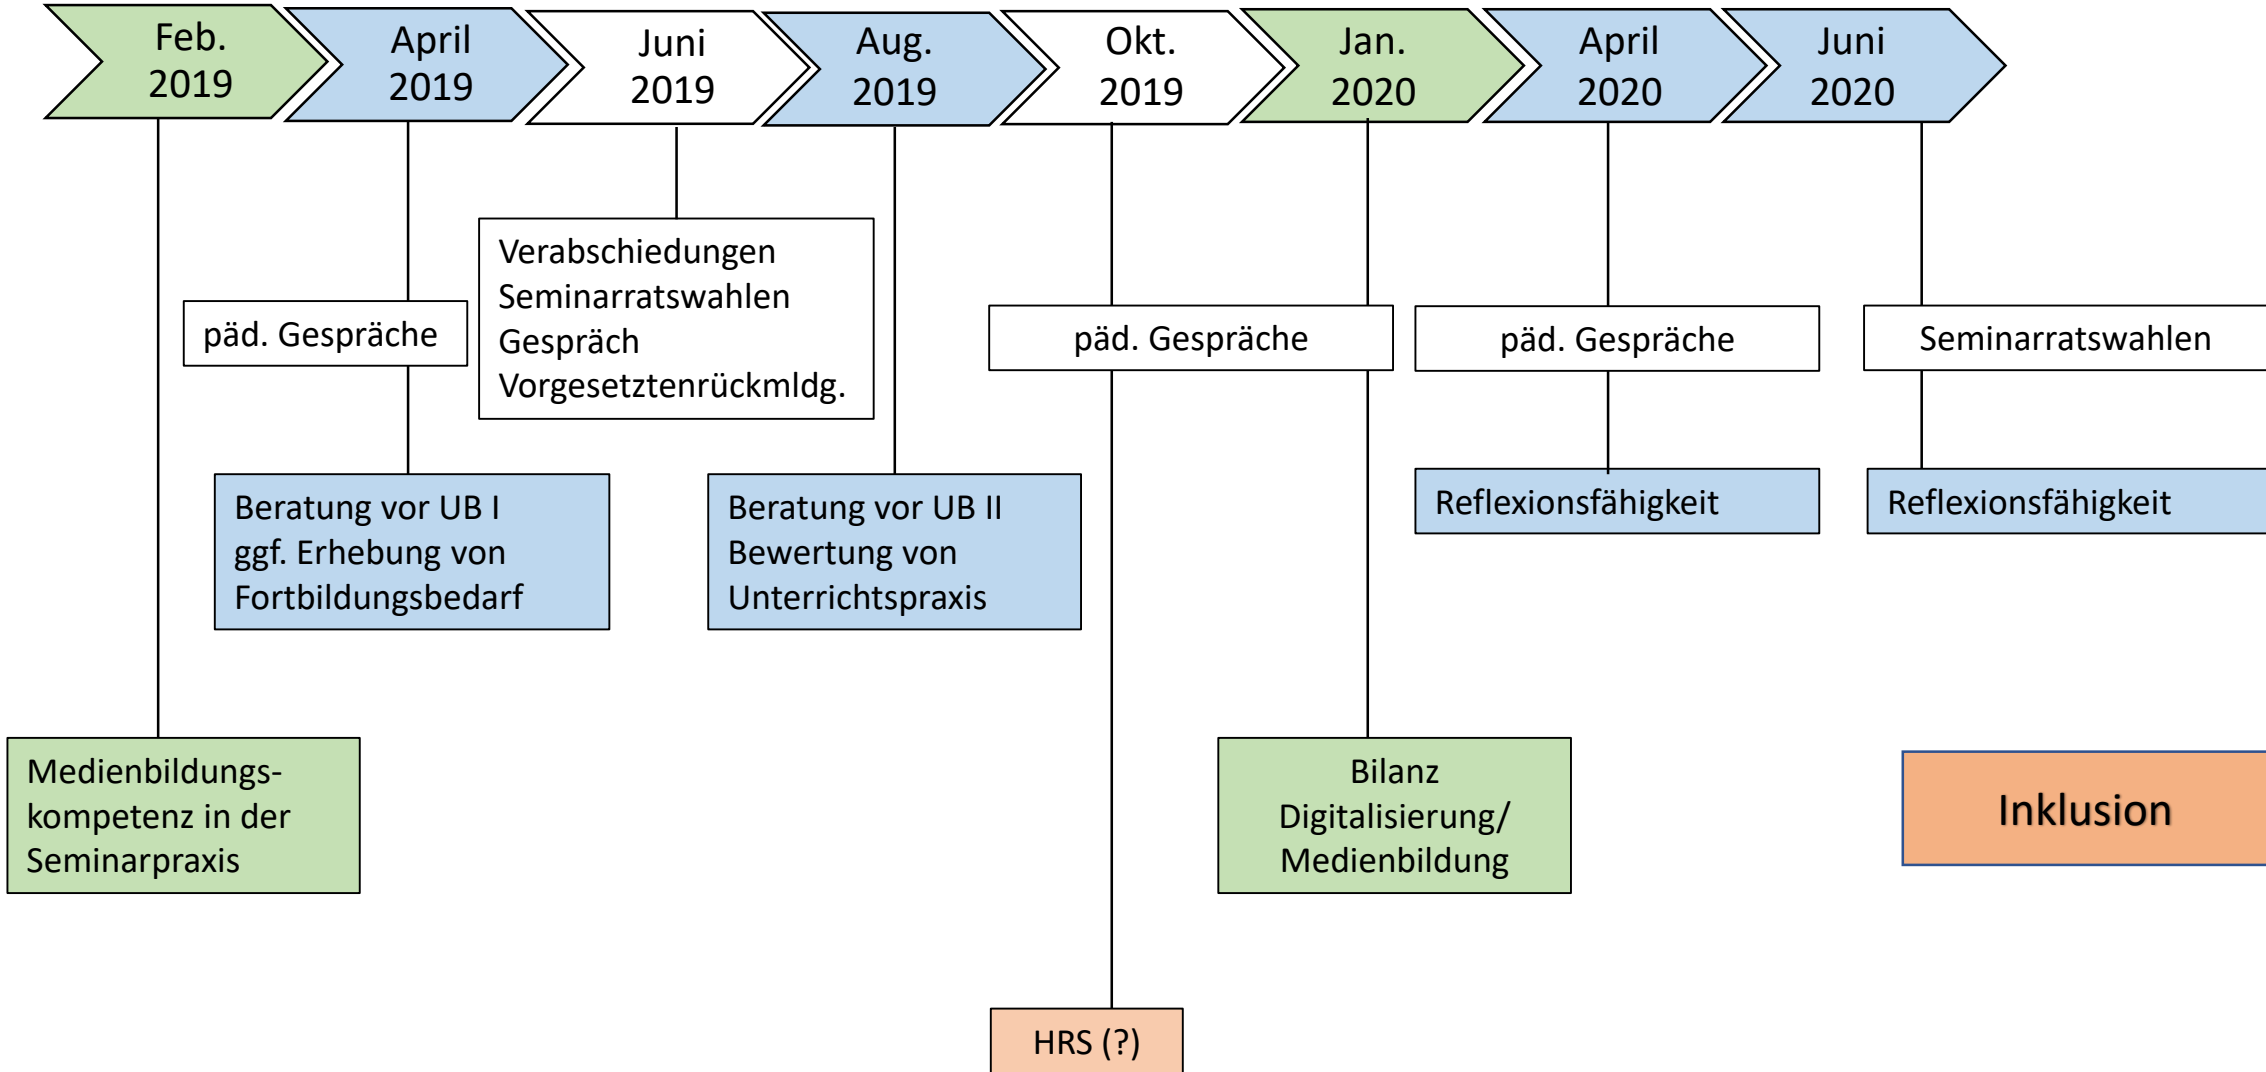 Feb.
2019
April
2019
Juni
2019
Aug.
2019
Okt.
2019
Jan.
2020
April
2020
Juni
2020
Verabschiedungen
Seminarratswahlen
Gespräch
Vorgesetztenrückmldg.
päd. Gespräche
päd. Gespräche
päd. Gespräche
Seminarratswahlen
Beratung vor UB I
ggf. Erhebung von
Fortbildungsbedarf
Beratung vor UB II
Bewertung von
Unterrichtspraxis
Reflexionsfähigkeit
Reflexionsfähigkeit
Medienbildungs-
kompetenz in der
Seminarpraxis
Bilanz
Digitalisierung/
Medienbildung
Inklusion
HRS (?)